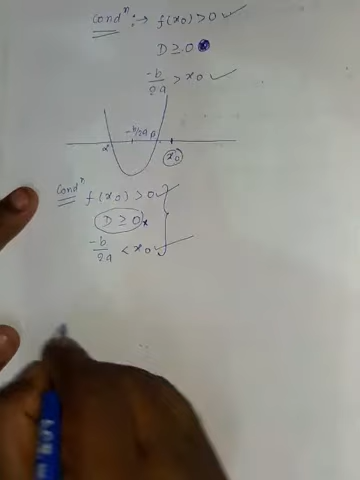 Condⁿ :→ f(x₀) > 0 ✓
D ≥ 0
-b/2a > x₀ ✓
α -b/2a β x₀
Condⁿ f(x₀) > 0 ✓
D ≥ 0
-b/2a < x₀ ✓